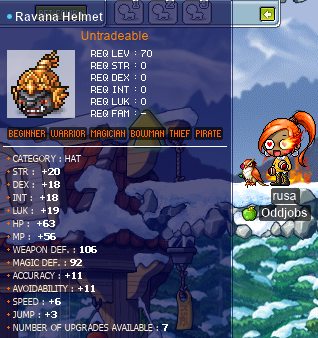 Ravana Helmet
Untradeable
REQ LEV : 70
REQ STR : 0
REQ DEX : 0
REQ INT : 0
REQ LUK : 0
REQ FAM : -
BEGINNER WARRIOR MAGICIAN BOWMAN THIEF PIRATE
CATEGORY : HAT
STR : +20
DEX : +18
INT : +18
LUK : +19
HP : +63
MP : +56
WEAPON DEF. : 106
MAGIC DEF. : 92
ACCURACY : +11
AVOIDABILITY : +11
SPEED : +6
JUMP : +3
NUMBER OF UPGRADES AVAILABLE : 7
rusa
Oddjobs